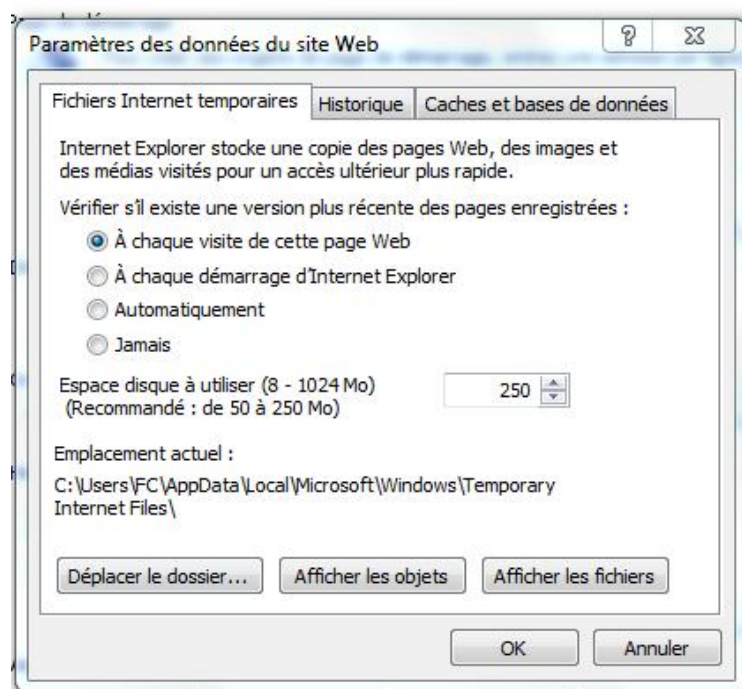 Paramètres des données du site Web
Fichiers Internet temporaires
Historique
Caches et bases de données
Internet Explorer stocke une copie des pages Web, des images et
des médias visités pour un accès ultérieur plus rapide.
Vérifier s'il existe une version plus récente des pages enregistrées :
À chaque visite de cette page Web
À chaque démarrage d'Internet Explorer
Automatiquement
Jamais
Espace disque à utiliser (8 - 1024 Mo)
250
(Recommandé : de 50 à 250 Mo)
Emplacement actuel :
C:\Users\FC\AppData\Local\Microsoft\Windows\Temporary
Internet Files\
Déplacer le dossier...
Afficher les objets
Afficher les fichiers
OK
Annuler